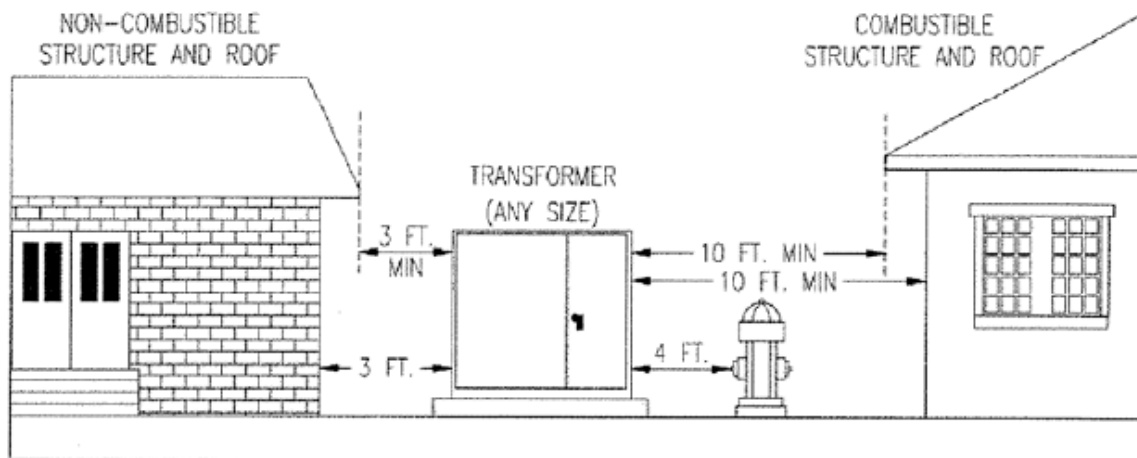 NON-COMBUSTIBLE
STRUCTURE AND ROOF
COMBUSTIBLE
STRUCTURE AND ROOF
TRANSFORMER
(ANY SIZE)
3 FT.
MIN
10 FT. MIN
10 FT. MIN
3 FT.
4 FT.